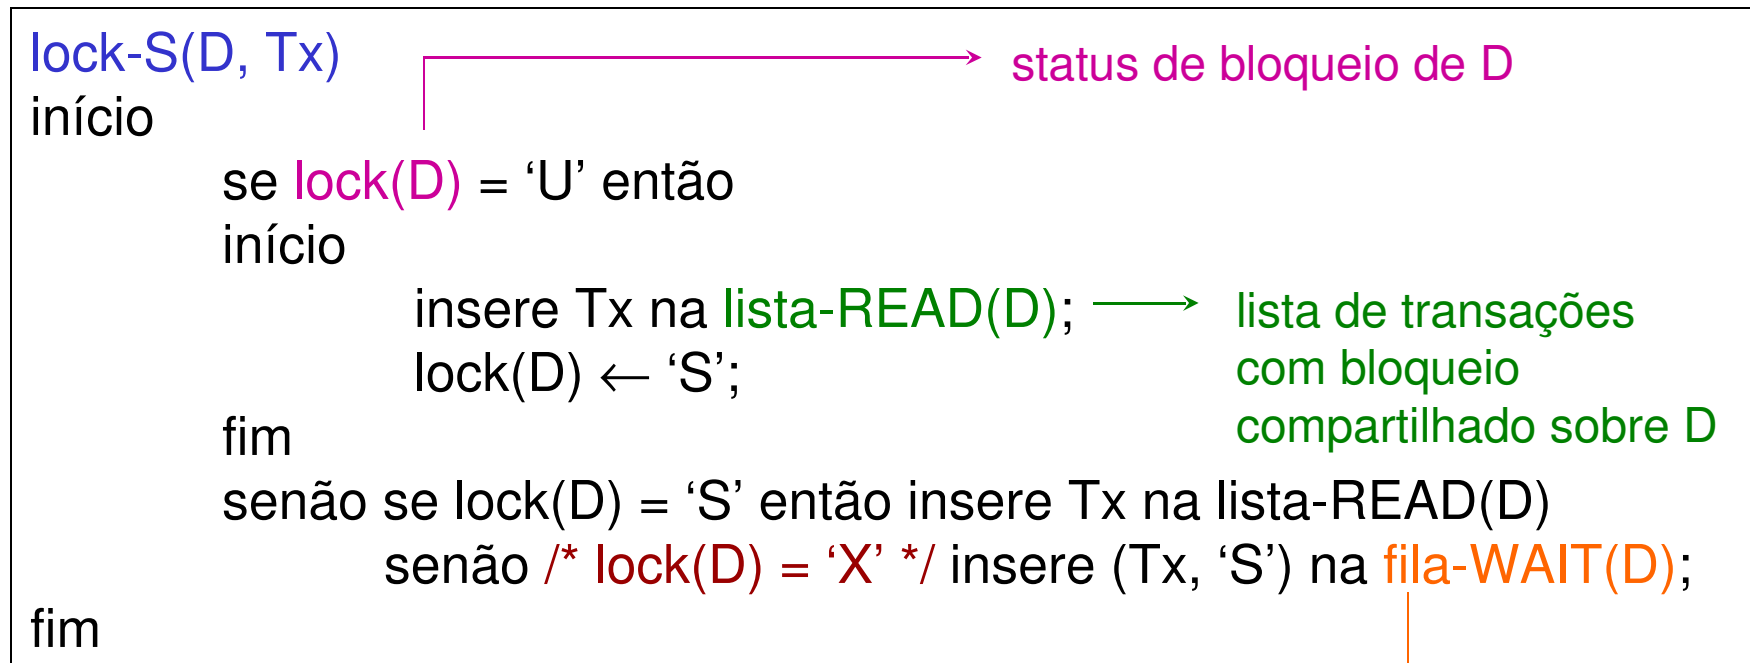 lock-S(D, Tx)
status de bloqueio de D
início
se lock(D) = ‘U’ então
início
insere Tx na lista-READ(D);
lista de transações
com bloqueio
compartilhado sobre D
lock(D) ← ‘S’;
fim
senão se lock(D) = ‘S’ então insere Tx na lista-READ(D)
senão /* lock(D) = ‘X’ */ insere (Tx, ‘S’) na fila-WAIT(D);
fim